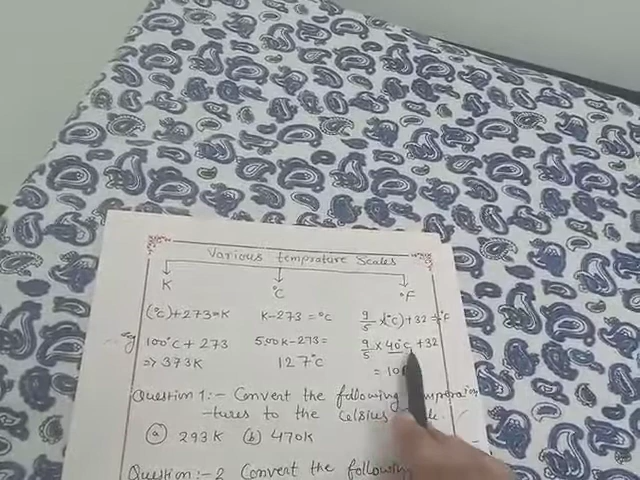 Various temprature Scales
K °C °F
(°C)+273=K K-273=°C 9/5 ×(°C)+32=°F
eg 100°C+273 500K-273= 9/5 × 40°C+32
=> 373K 127°C = 10
Question 1:- Convert the following
-tures to the Celsius
(a) 293K (b) 470K
Question:-2 Convert the following